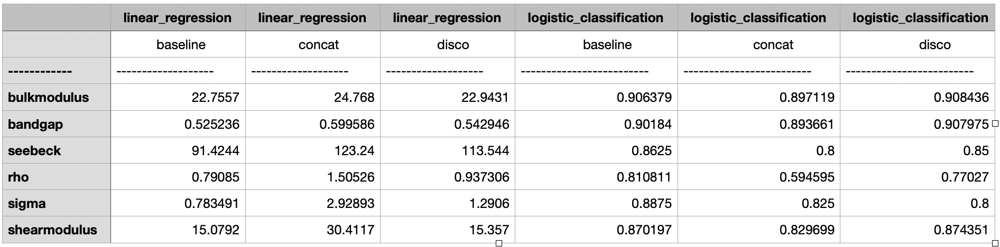 linear_regression linear_regression linear_regression logistic_classification logistic_classification logistic_classification
baseline concat disco baseline concat disco
------------ ------------------- ------------------- ------------------- ------------------------- ------------------------- -------------------------
bulkmodulus 22.7557 24.768 22.9431 0.906379 0.897119 0.908436
bandgap 0.525236 0.599586 0.542946 0.90184 0.893661 0.907975
seebeck 91.4244 123.24 113.544 0.8625 0.8 0.85
rho 0.79085 1.50526 0.937306 0.810811 0.594595 0.77027
sigma 0.783491 2.92893 1.2906 0.8875 0.825 0.8
shearmodulus 15.0792 30.4117 15.357 0.870197 0.829699 0.874351